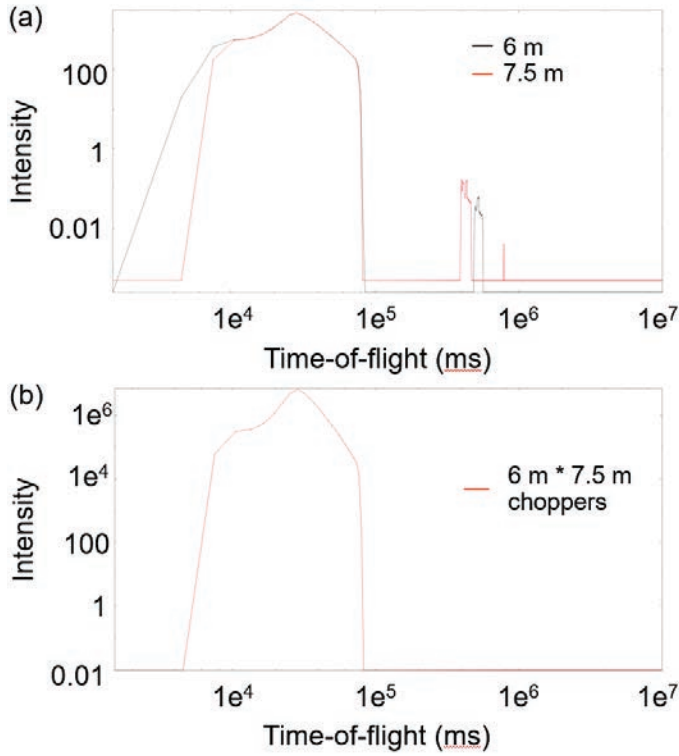 (a)
100
1
0.01
Intensity
6 m
7.5 m
1e⁴
1e⁵
1e⁶
1e⁷
Time-of-flight (ms)
(b)
1e⁶
1e⁴
100
1
0.01
Intensity
6 m * 7.5 m
choppers
1e⁴
1e⁵
1e⁶
1e⁷
Time-of-flight (ms)